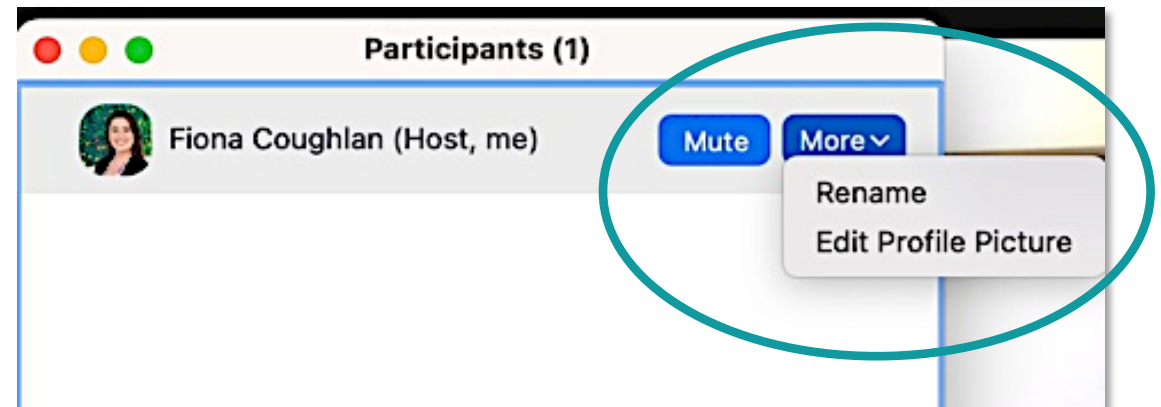 Participants (1)
Fiona Coughlan (Host, me)
Mute
More
Rename
Edit Profile Picture